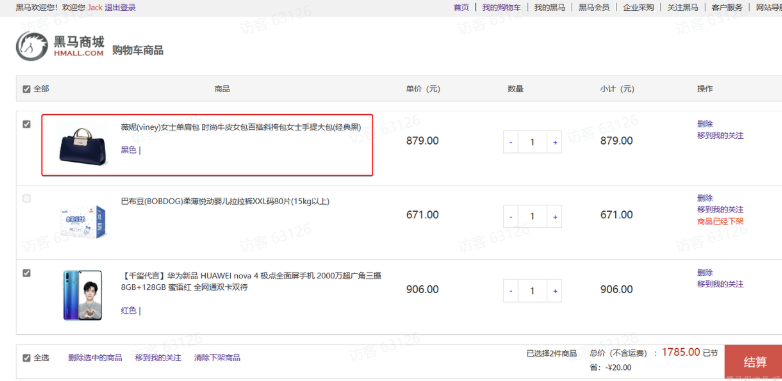 黑马欢迎您！欢迎您 Jack 退出登录
首页 | 我的购物车 | 我的黑马 | 黑马会员 | 企业采购 | 关注黑马 | 客户服务 | 网站导
黑马商城
HMALL.COM
购物车商品
全部 商品 单价（元） 数量 小计（元） 操作
薇妮(viney)女士单肩包 时尚牛皮女包百搭斜挎包女士手提大包(经典黑)
黑色 |
879.00 - 1 + 879.00
删除
移到我的关注
巴布豆(BOBDOG)柔薄悦动婴儿拉拉裤XXL码80片(15kg以上)
671.00 - 1 + 671.00
删除
移到我的关注
商品已经下架
【千玺代言】华为新品 HUAWEI nova 4 极点全面屏手机 2000万超广角三摄
8GB+128GB 蜜语红 全网通双卡双待
红色 |
906.00 - 1 + 906.00
删除
移到我的关注
全选 删除选中的商品 移到我的关注 清除下架商品
已选择2件商品 总价（不含运费）： 1785.00 已节
省：-¥20.00
结算
访客 63126